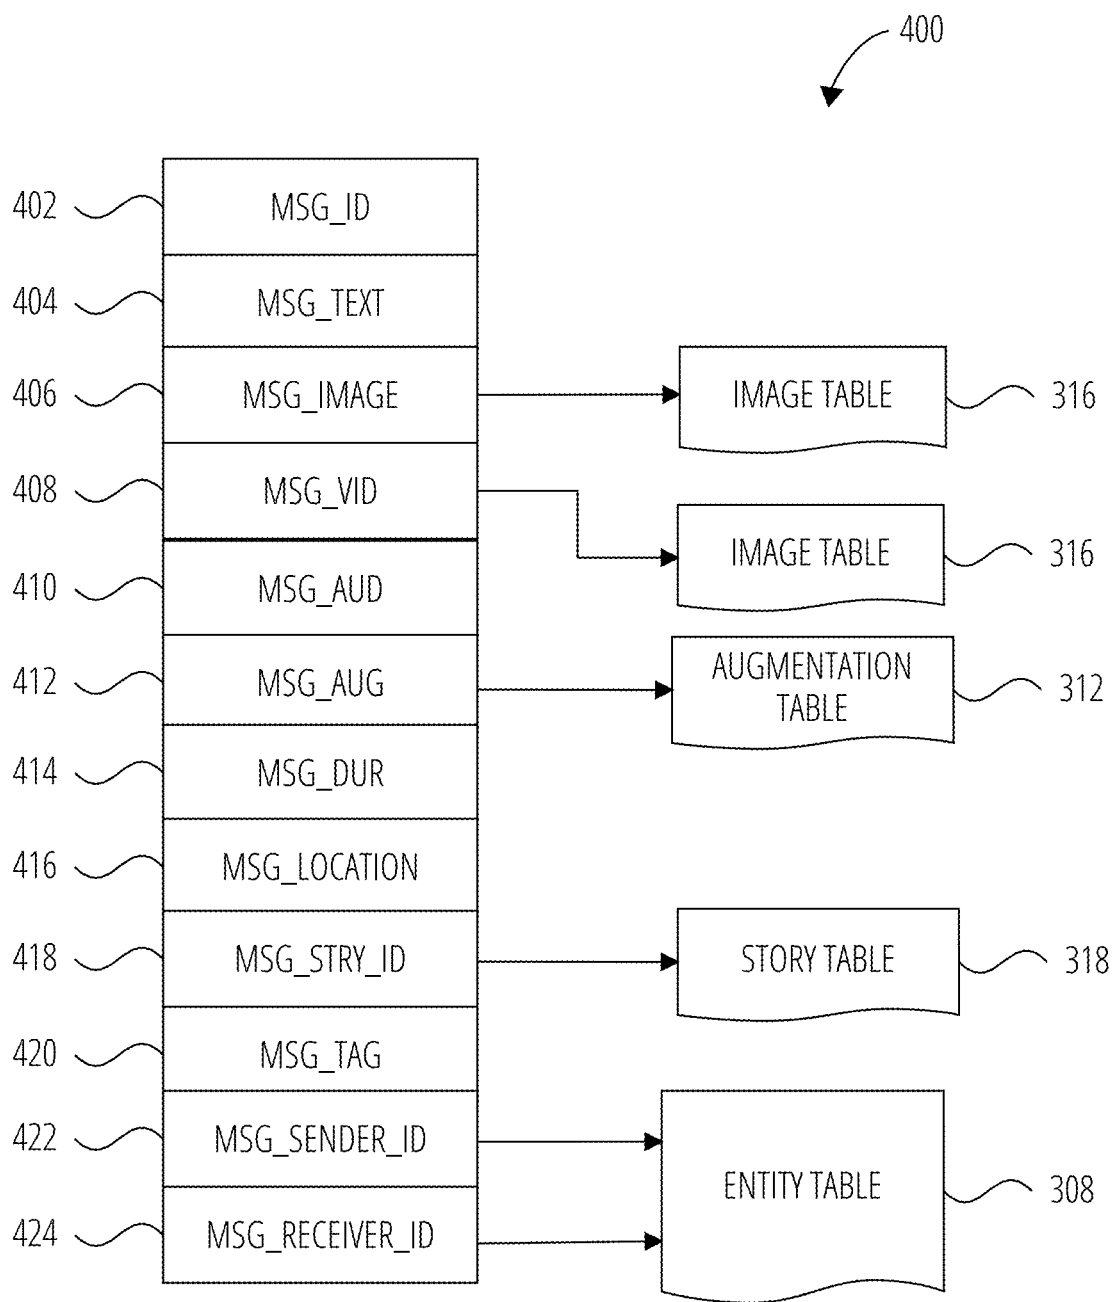 400
402 MSG_ID
404 MSG_TEXT
406 MSG_IMAGE IMAGE TABLE 316
408 MSG_VID IMAGE TABLE 316
410 MSG_AUD
412 MSG_AUG AUGMENTATION
TABLE 312
414 MSG_DUR
416 MSG_LOCATION
418 MSG_STRY_ID STORY TABLE 318
420 MSG_TAG
422 MSG_SENDER_ID
ENTITY TABLE 308
424 MSG_RECEIVER_ID